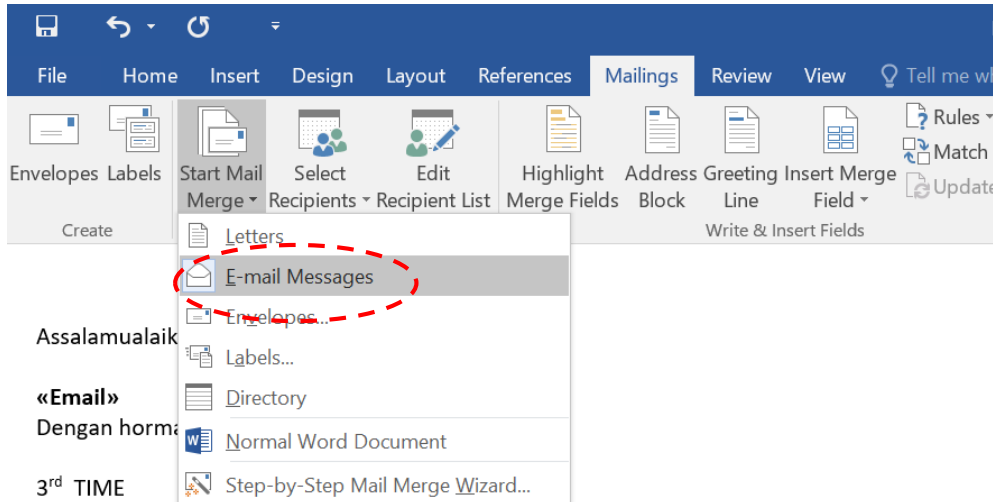 File Home Insert Design Layout References Mailings Review View Tell me
Envelopes Labels Start Mail Merge Select Recipients Edit Recipient List Highlight Merge Fields Address Block Greeting Line Insert Merge Field Rules
Match
Update
Create Write & Insert Fields
Letters
E-mail Messages
Envelopes...
Labels...
Directory
Normal Word Document
Step-by-Step Mail Merge Wizard...
Assalamualaik
«Email»
Dengan horma
3rd TIME